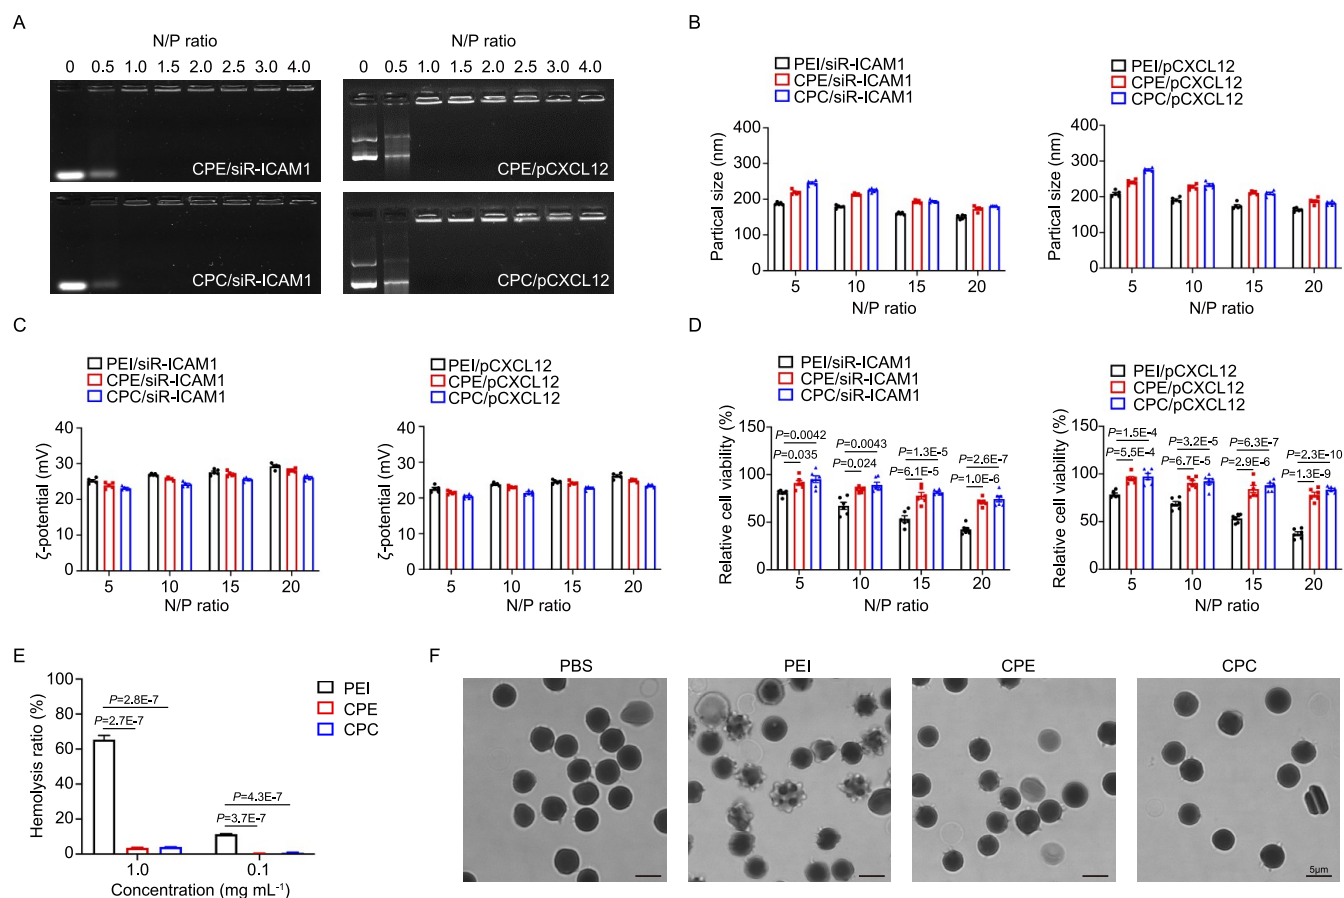 A
N/P ratio
N/P ratio
0 0.5 1.0 1.5 2.0 2.5 3.0 4.0
0 0.5 1.0 1.5 2.0 2.5 3.0 4.0
CPE/siR-ICAM1
CPE/pCXCL12
CPC/siR-ICAM1
CPC/pCXCL12
B
PEI/siR-ICAM1
CPE/siR-ICAM1
CPC/siR-ICAM1
Partical size (nm)
400
300
200
100
0
5 10 15 20
N/P ratio
PEI/pCXCL12
CPE/pCXCL12
CPC/pCXCL12
Partical size (nm)
400
300
200
100
0
5 10 15 20
N/P ratio
C
PEI/siR-ICAM1
CPE/siR-ICAM1
CPC/siR-ICAM1
ζ-potential (mV)
40
30
20
10
0
5 10 15 20
N/P ratio
PEI/pCXCL12
CPE/pCXCL12
CPC/pCXCL12
ζ-potential (mV)
40
30
20
10
0
5 10 15 20
N/P ratio
D
PEI/siR-ICAM1
CPE/siR-ICAM1
CPC/siR-ICAM1
Relative cell viability (%)
150
100
50
0
P=0.0042
P=0.035
P=0.0043
P=0.024
P=1.3E-5
P=6.1E-5
P=2.6E-7
P=1.0E-6
5 10 15 20
N/P ratio
PEI/pCXCL12
CPE/pCXCL12
CPC/pCXCL12
Relative cell viability (%)
150
100
50
0
P=1.5E-4
P=5.5E-4
P=3.2E-5
P=6.7E-5
P=6.3E-7
P=2.9E-6
P=2.3E-10
P=1.3E-9
5 10 15 20
N/P ratio
E
Hemolysis ratio (%)
100
80
60
40
20
0
P=2.8E-7
P=2.7E-7
P=4.3E-7
P=3.7E-7
PEI
CPE
CPC
1.0 0.1
Concentration (mg mL⁻¹)
F
PBS PEI CPE CPC
5μm